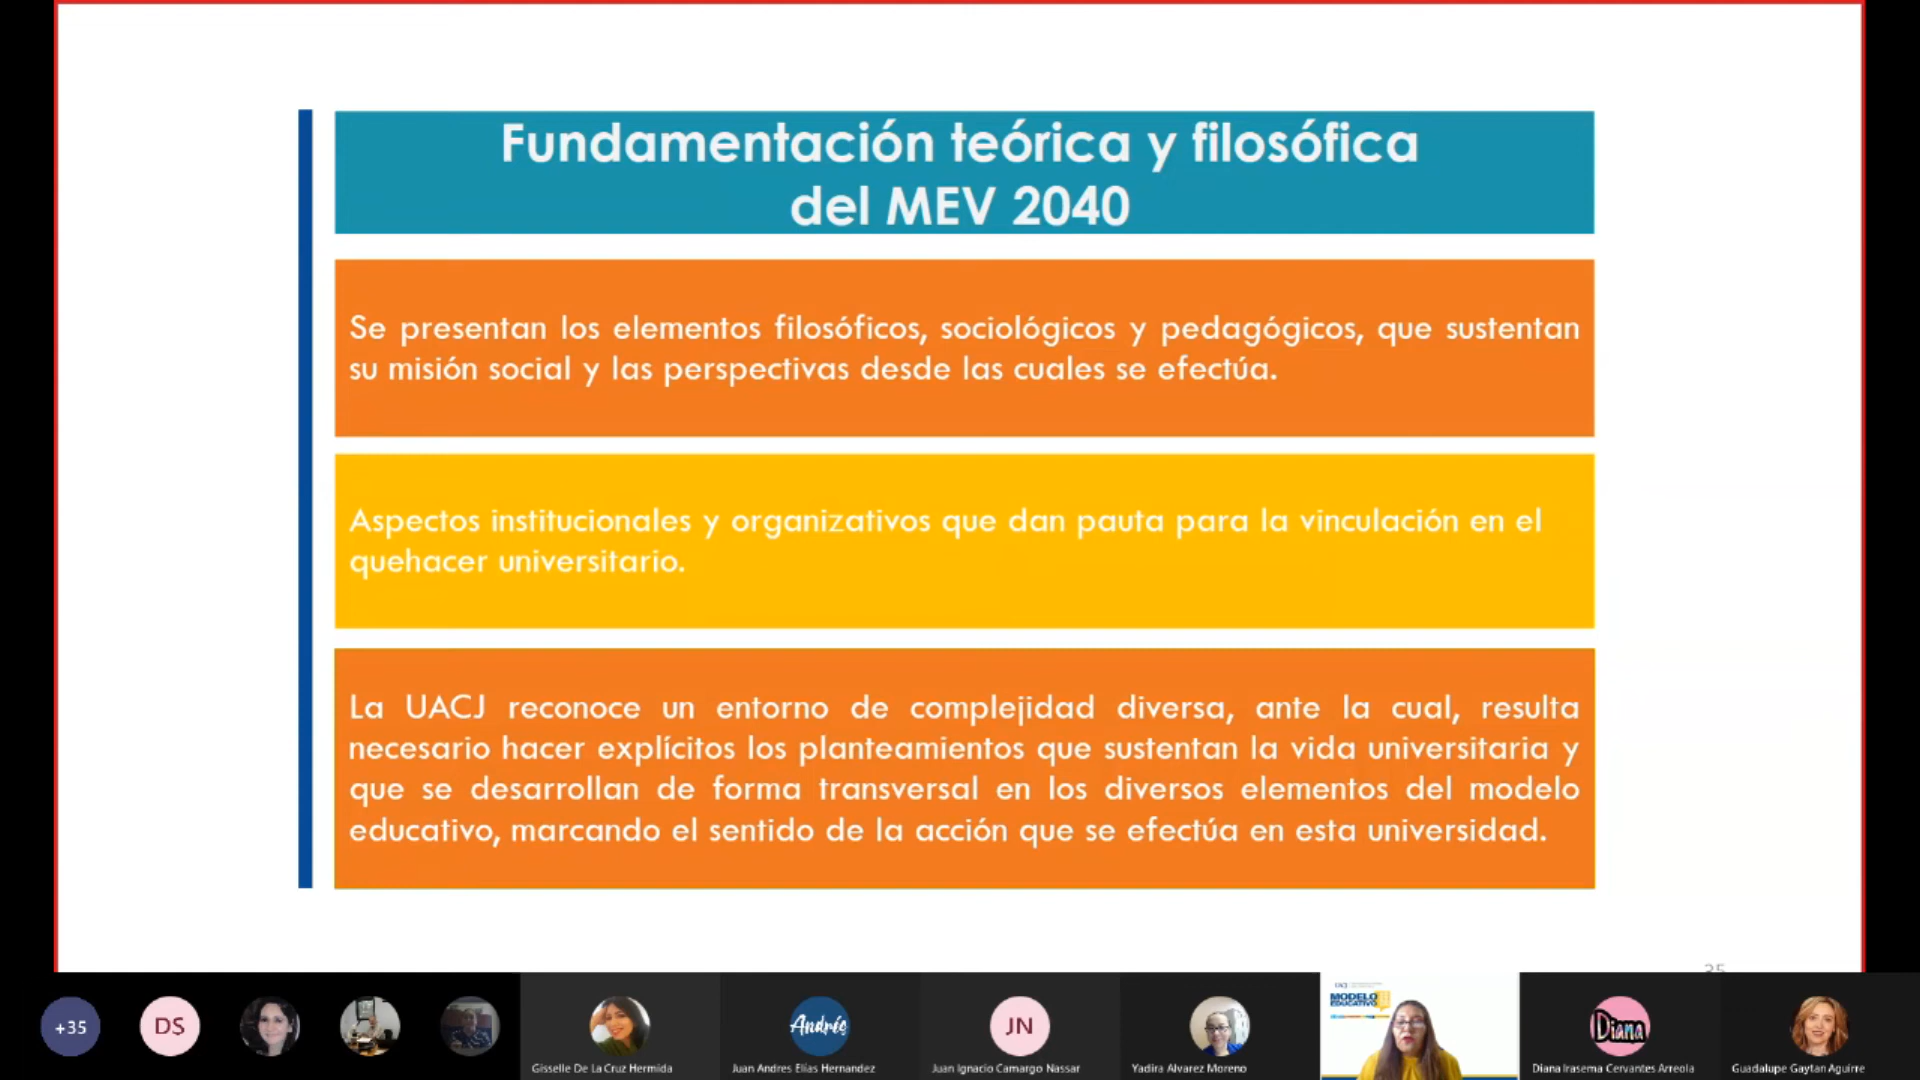 Fundamentación teórica y filosófica
del MEV 2040
Se presentan los elementos filosóficos, sociológicos y pedagógicos, que sustentan
su misión social y las perspectivas desde las cuales se efectúa.
Aspectos institucionales y organizativos que dan pauta para la vinculación en el
quehacer universitario.
La UACJ reconoce un entorno de complejidad diversa, ante la cual, resulta
necesario hacer explícitos los planteamientos que sustentan la vida universitaria y
que se desarrollan de forma transversal en los diversos elementos del modelo
educativo, marcando el sentido de la acción que se efectúa en esta universidad.
35
+35
DS
Andrés
JN
MODELO
EDUCATIVO
Diana
Gisselle De La Cruz Hermida
Juan Andres Elías Hernandez
Juan Ignacio Camargo Nassar
Yadira Alvarez Moreno
Diana Irasema Cervantes Arreola
Guadalupe Gaytan Aguirre